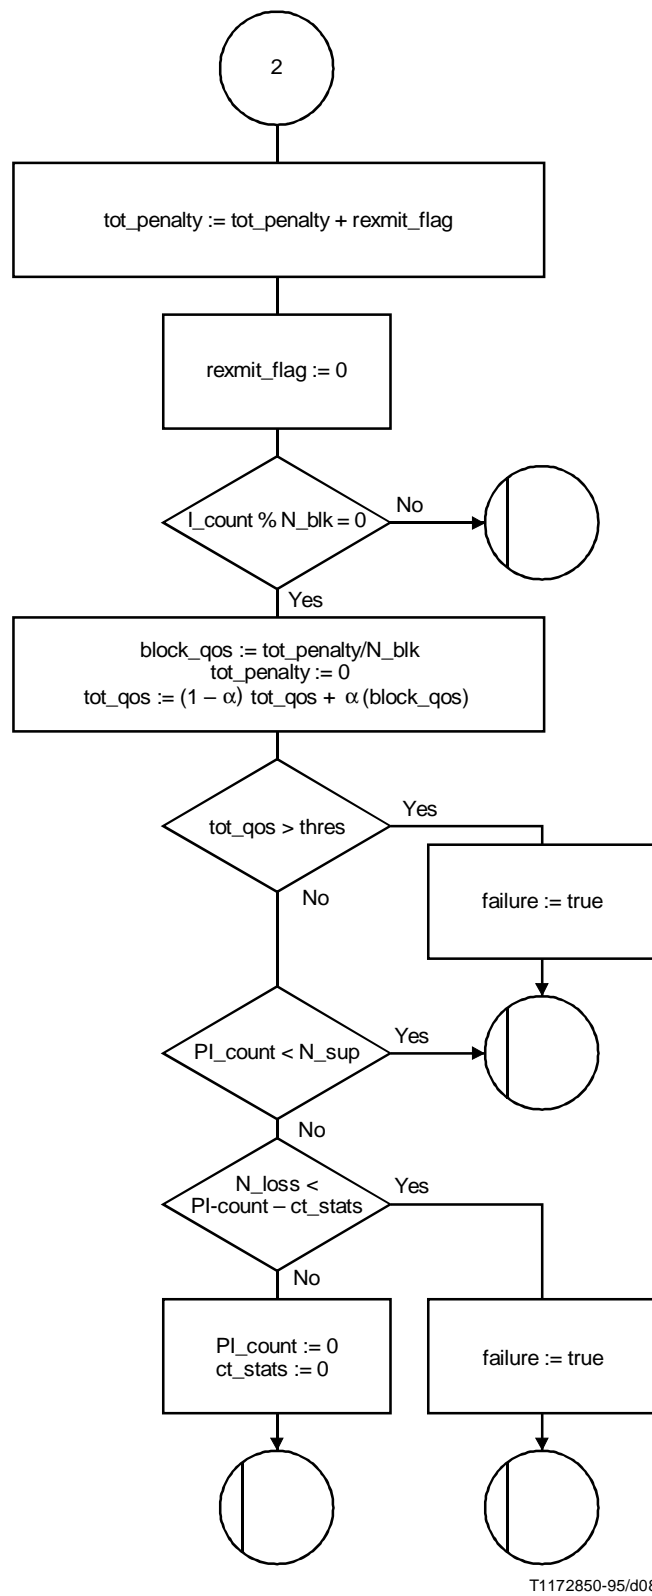 2
tot_penalty := tot_penalty + rexmit_flag
rexmit_flag := 0
I_count % N_blk = 0
No
Yes
block_qos := tot_penalty/N_blk
tot_penalty := 0
tot_qos := (1 – α) tot_qos + α (block_qos)
tot_qos > thres
Yes
No
failure := true
PI_count < N_sup
Yes
No
N_loss <
PI-count – ct_stats
Yes
No
PI_count := 0
ct_stats := 0
failure := true
T1172850-95/d08